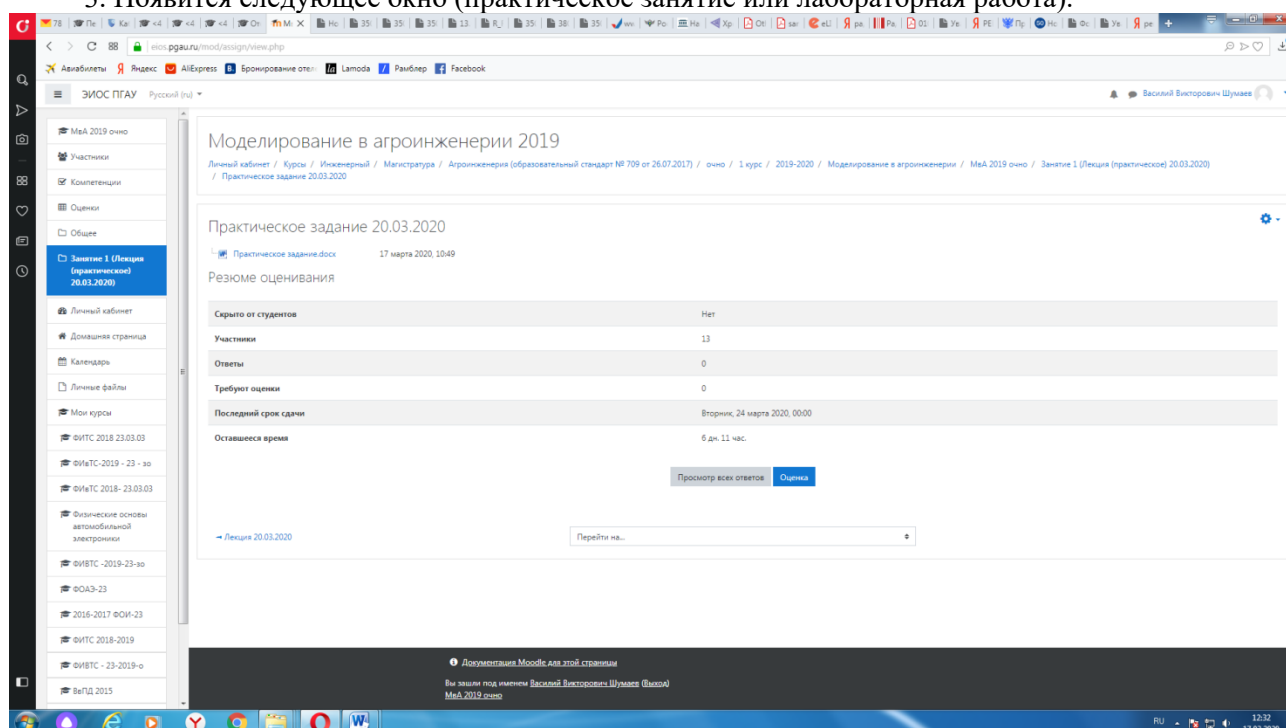 3. Появится следующее окно (практическое занятие или лабораторная работа).
eios.pgau.ru/mod/assign/view.php
Авиабилеты Яндекс AliExpress Бронирование отел Lamoda Рамблер Facebook
ЭИОС ПГАУ Русский (ru)
Василий Викторович Шумаев
МвА 2019 очно
Участники
Компетенции
Оценки
Общее
Занятие 1 (Лекция
(практическое)
20.03.2020)
Личный кабинет
Домашняя страница
Календарь
Личные файлы
Мои курсы
ФИТС 2018 23.03.03
ФИвТС-2019 - 23 - зо
ФИвТС 2018- 23.03.03
Физические основы
автомобильной
электроники
ФИВТС -2019-23-зо
ФОАЭ-23
2016-2017 ФОИ-23
ФИТС 2018-2019
ФИВТС - 23-2019-о
ВвПД 2015
Моделирование в агроинженерии 2019
Личный кабинет / Курсы / Инженерный / Магистратура / Агроинженерия (образовательный стандарт № 709 от 26.07.2017) / очно / 1 курс / 2019-2020 / Моделирование в агроинженерии / МвА 2019 очно / Занятие 1 (Лекция (практическое) 20.03.2020)
/ Практическое задание 20.03.2020
Практическое задание 20.03.2020
Практическое задание.docx 17 марта 2020, 10:49
Резюме оценивания
Скрыто от студентов Нет
Участники 13
Ответы 0
Требуют оценки 0
Последний срок сдачи Вторник, 24 марта 2020, 00:00
Оставшееся время 6 дн. 11 час.
Просмотр всех ответов Оценка
→ Лекция 20.03.2020 Перейти на...
Документация Moodle для этой страницы
Вы зашли под именем Василий Викторович Шумаев (Выход)
МвА 2019 очно
RU 12:32